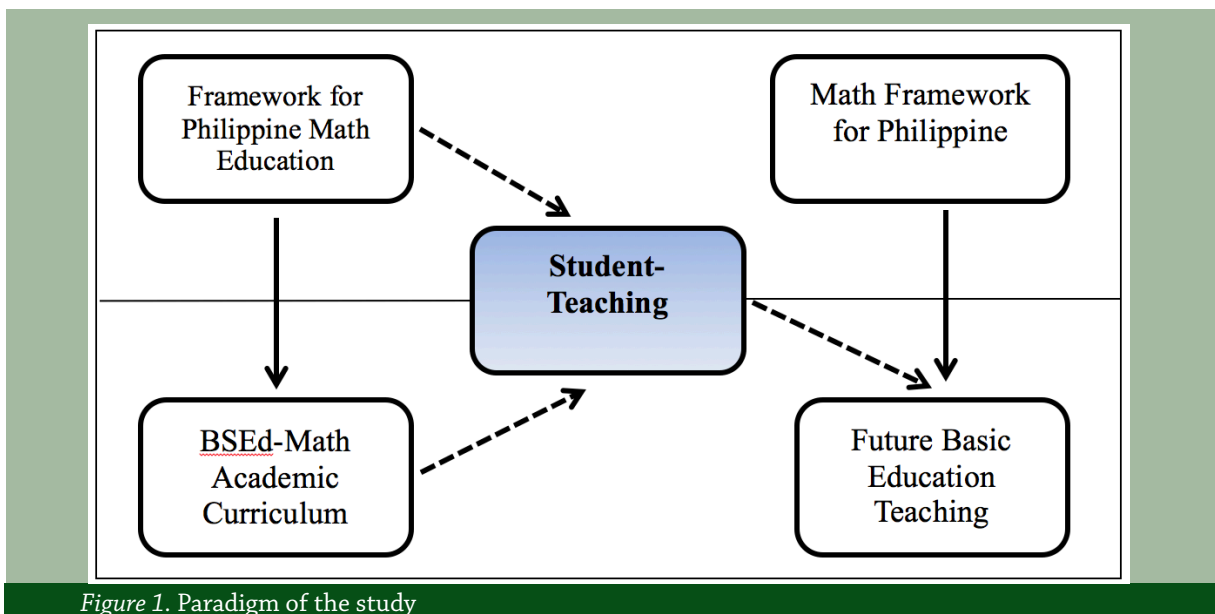 Framework for
Philippine Math
Education
Math Framework
for Philippine
Student-
Teaching
BSEd-Math
Academic
Curriculum
Future Basic
Education
Teaching
Figure 1. Paradigm of the study